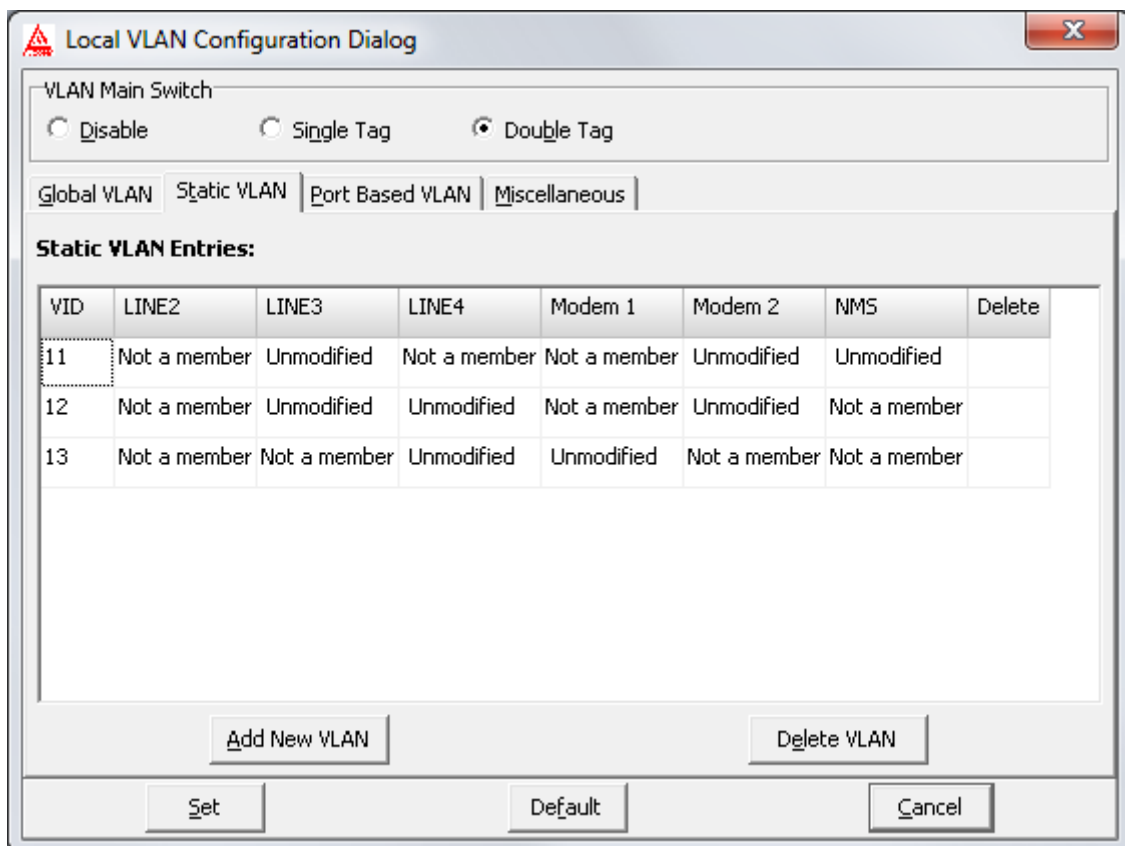 Local VLAN Configuration Dialog
VLAN Main Switch
Disable Single Tag Double Tag
Global VLAN Static VLAN Port Based VLAN Miscellaneous
Static VLAN Entries:
VID LINE2 LINE3 LINE4 Modem 1 Modem 2 NMS Delete
11 Not a member Unmodified Not a member Not a member Unmodified Unmodified
12 Not a member Unmodified Unmodified Not a member Unmodified Not a member
13 Not a member Not a member Unmodified Unmodified Not a member Not a member
Add New VLAN Delete VLAN
Set Default Cancel